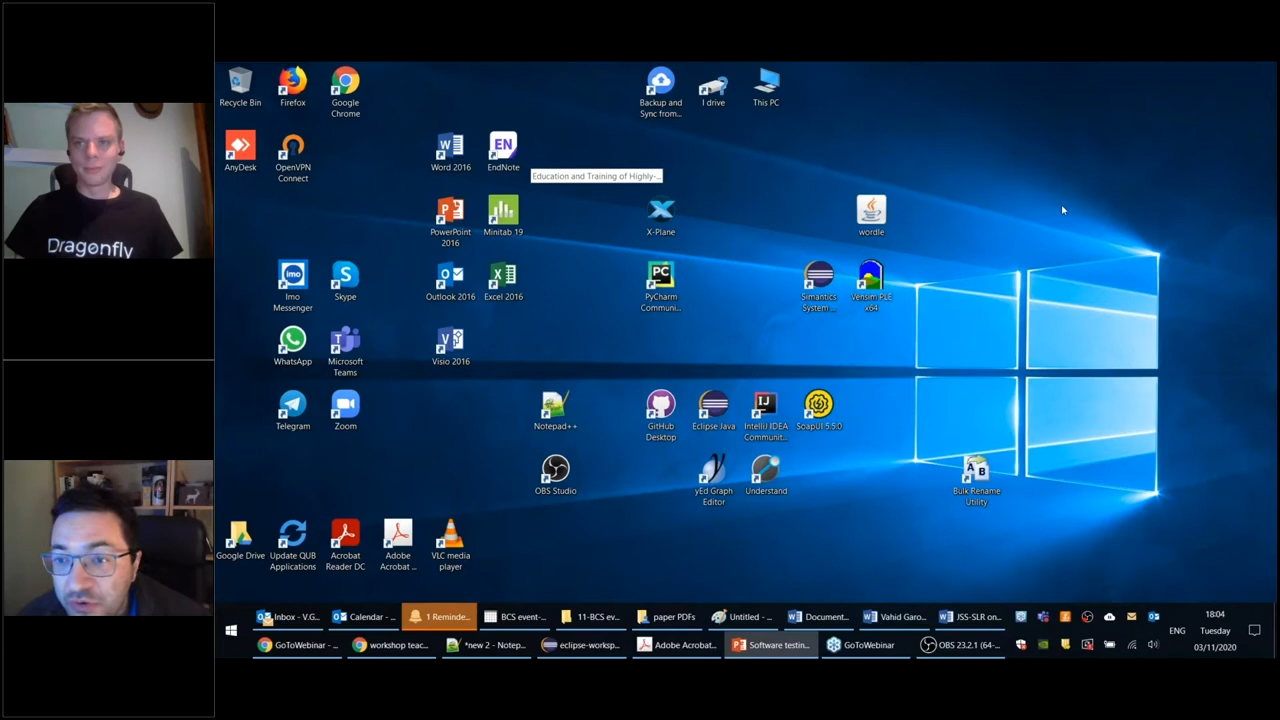 Dragonfly
Recycle Bin
Firefox
Google
Chrome
Backup and
Sync from...
I drive
This PC
AnyDesk
OpenVPN
Connect
Word 2016
EN
EndNote
Education and Training of Highly-...
PowerPoint
2016
Minitab 19
X-Plane
wordle
imo
Imo
Messenger
Skype
Outlook 2016
Excel 2016
PC
PyCharm
Communi...
Simantics
System ...
Vensim PLE
x64
WhatsApp
Microsoft
Teams
Visio 2016
Telegram
Zoom
Notepad++
GitHub
Desktop
Eclipse Java
IJ
IntelliJ IDEA
Communit...
SoapUI 5.5.0
OBS Studio
yEd Graph
Editor
Understand
A B
Bulk Rename
Utility
Google Drive
Update QUB
Applications
Acrobat
Reader DC
Adobe
Acrobat ...
VLC media
player
Inbox - V.G...
Calendar - ...
1 Reminde...
BCS event-...
11-BCS ev...
paper PDFs
Untitled - ...
Document...
Vahid Garo...
JSS-SLR on...
GoToWebinar - ...
workshop teac...
*new 2 - Notep...
eclipse-worksp...
Adobe Acrobat...
Software testin...
GoToWebinar
OBS 23.2.1 (64-...
ENG
18:04
Tuesday
03/11/2020